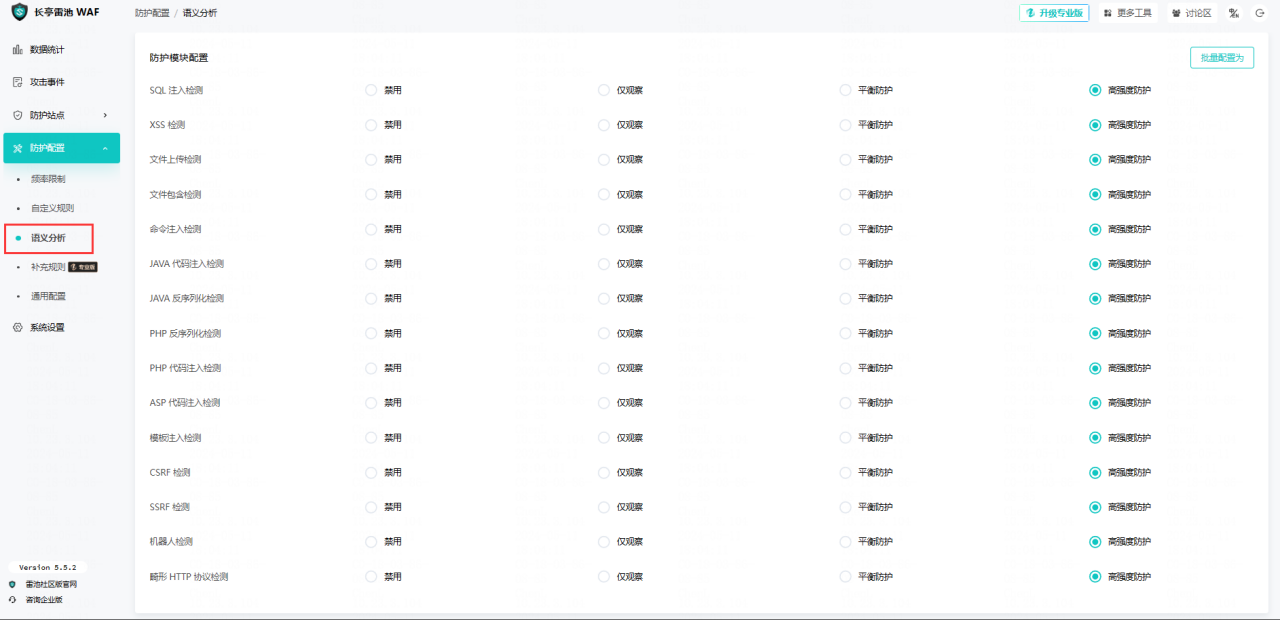 长亭雷池 WAF
防护配置 / 语义分析
升级专业版
更多工具
讨论区
数据统计
攻击事件
防护站点
防护配置
频率限制
自定义规则
语义分析
补充规则 专业版
通用配置
系统设置
Version 5.5.2
雷池社区版官网
咨询企业版
防护模块配置
批量配置为
SQL 注入检测 禁用 仅观察 平衡防护 高强度防护
XSS 检测 禁用 仅观察 平衡防护 高强度防护
文件上传检测 禁用 仅观察 平衡防护 高强度防护
文件包含检测 禁用 仅观察 平衡防护 高强度防护
命令注入检测 禁用 仅观察 平衡防护 高强度防护
JAVA 代码注入检测 禁用 仅观察 平衡防护 高强度防护
JAVA 反序列化检测 禁用 仅观察 平衡防护 高强度防护
PHP 反序列化检测 禁用 仅观察 平衡防护 高强度防护
PHP 代码注入检测 禁用 仅观察 平衡防护 高强度防护
ASP 代码注入检测 禁用 仅观察 平衡防护 高强度防护
模板注入检测 禁用 仅观察 平衡防护 高强度防护
CSRF 检测 禁用 仅观察 平衡防护 高强度防护
SSRF 检测 禁用 仅观察 平衡防护 高强度防护
机器人检测 禁用 仅观察 平衡防护 高强度防护
畸形 HTTP 协议检测 禁用 仅观察 平衡防护 高强度防护